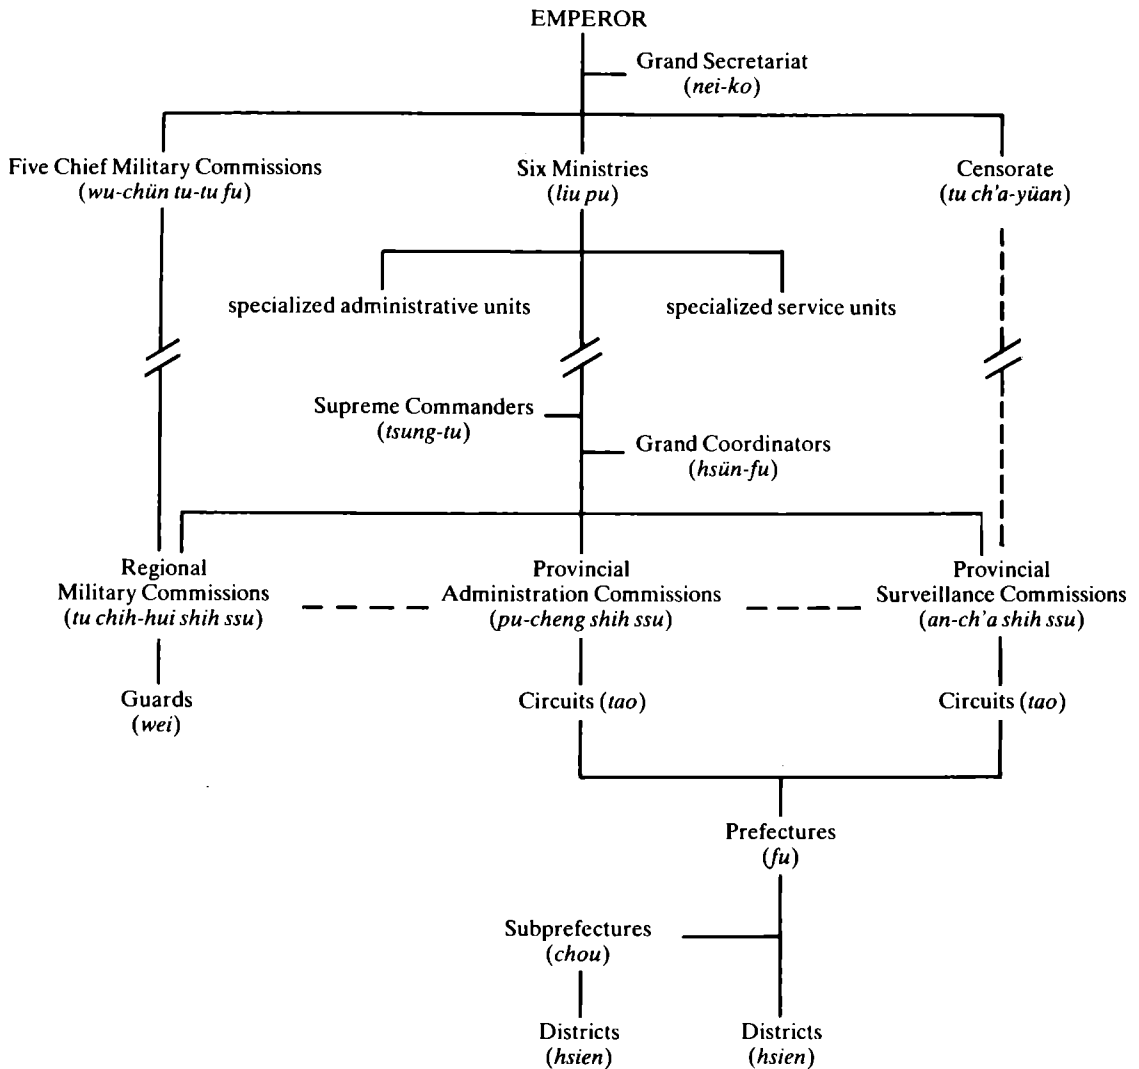 EMPEROR
Grand Secretariat
(nei-ko)
Five Chief Military Commissions
(wu-chün tu-tu fu)
Six Ministries
(liu pu)
Censorate
(tu ch'a-yüan)
specialized administrative units
specialized service units
Supreme Commanders
(tsung-tu)
Grand Coordinators
(hsün-fu)
Regional
Military Commissions
(tu chih-hui shih ssu)
Provincial
Administration Commissions
(pu-cheng shih ssu)
Provincial
Surveillance Commissions
(an-ch'a shih ssu)
Guards
(wei)
Circuits (tao)
Circuits (tao)
Prefectures
(fu)
Subprefectures
(chou)
Districts
(hsien)
Districts
(hsien)